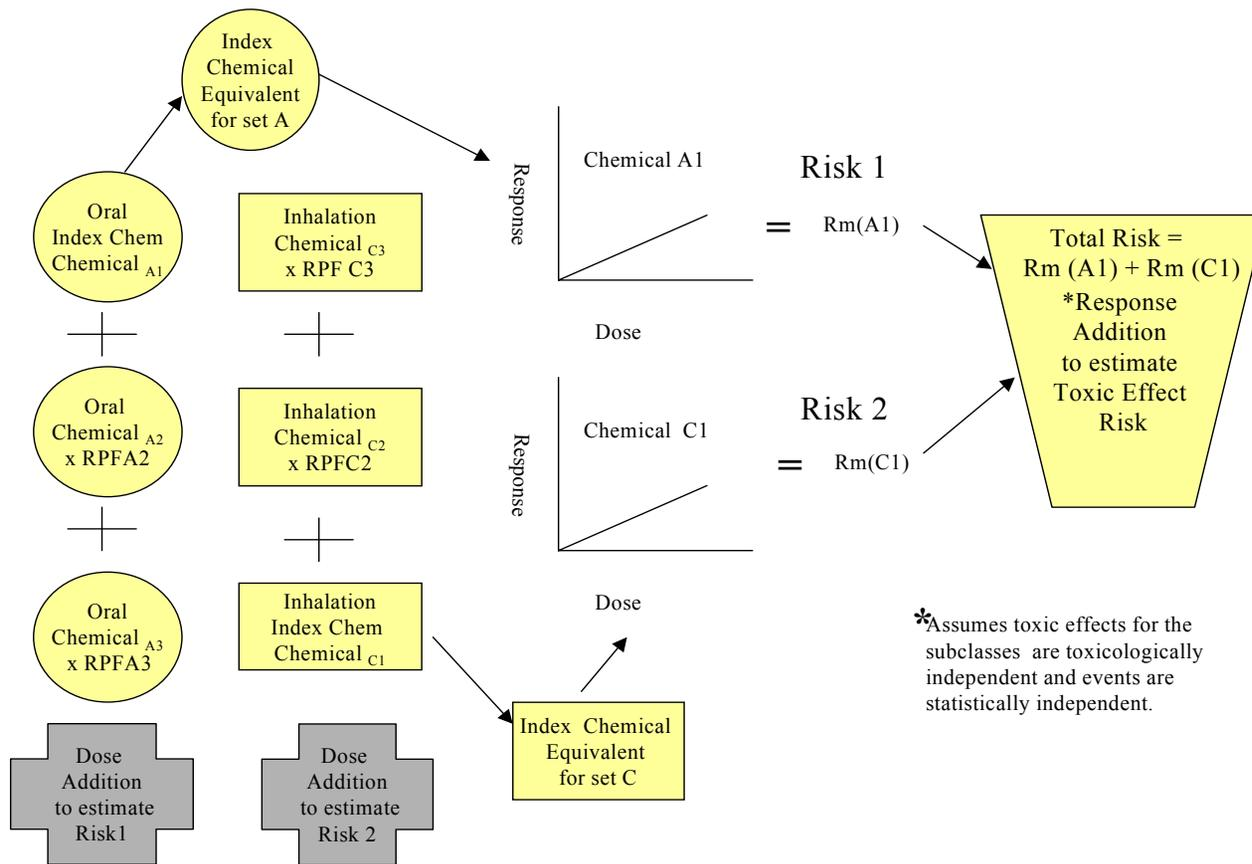 Index
Chemical
Equivalent
for set A
Oral
Index Chem
Chemical A1
Oral
Chemical A2
x RPFA2
Oral
Chemical A3
x RPFA3
Dose
Addition
to estimate
Risk1
Inhalation
Chemical C3
x RPF C3
Inhalation
Chemical C2
x RPFC2
Inhalation
Index Chem
Chemical C1
Dose
Addition
to estimate
Risk 2
Index Chemical
Equivalent
for set C
Response
Chemical A1
Dose
=
Risk 1
Rm(A1)
Response
Chemical C1
Dose
=
Risk 2
Rm(C1)
Total Risk =
Rm (A1) + Rm (C1)
*Response
Addition
to estimate
Toxic Effect
Risk
*Assumes toxic effects for the
subclasses are toxicologically
independent and events are
statistically independent.